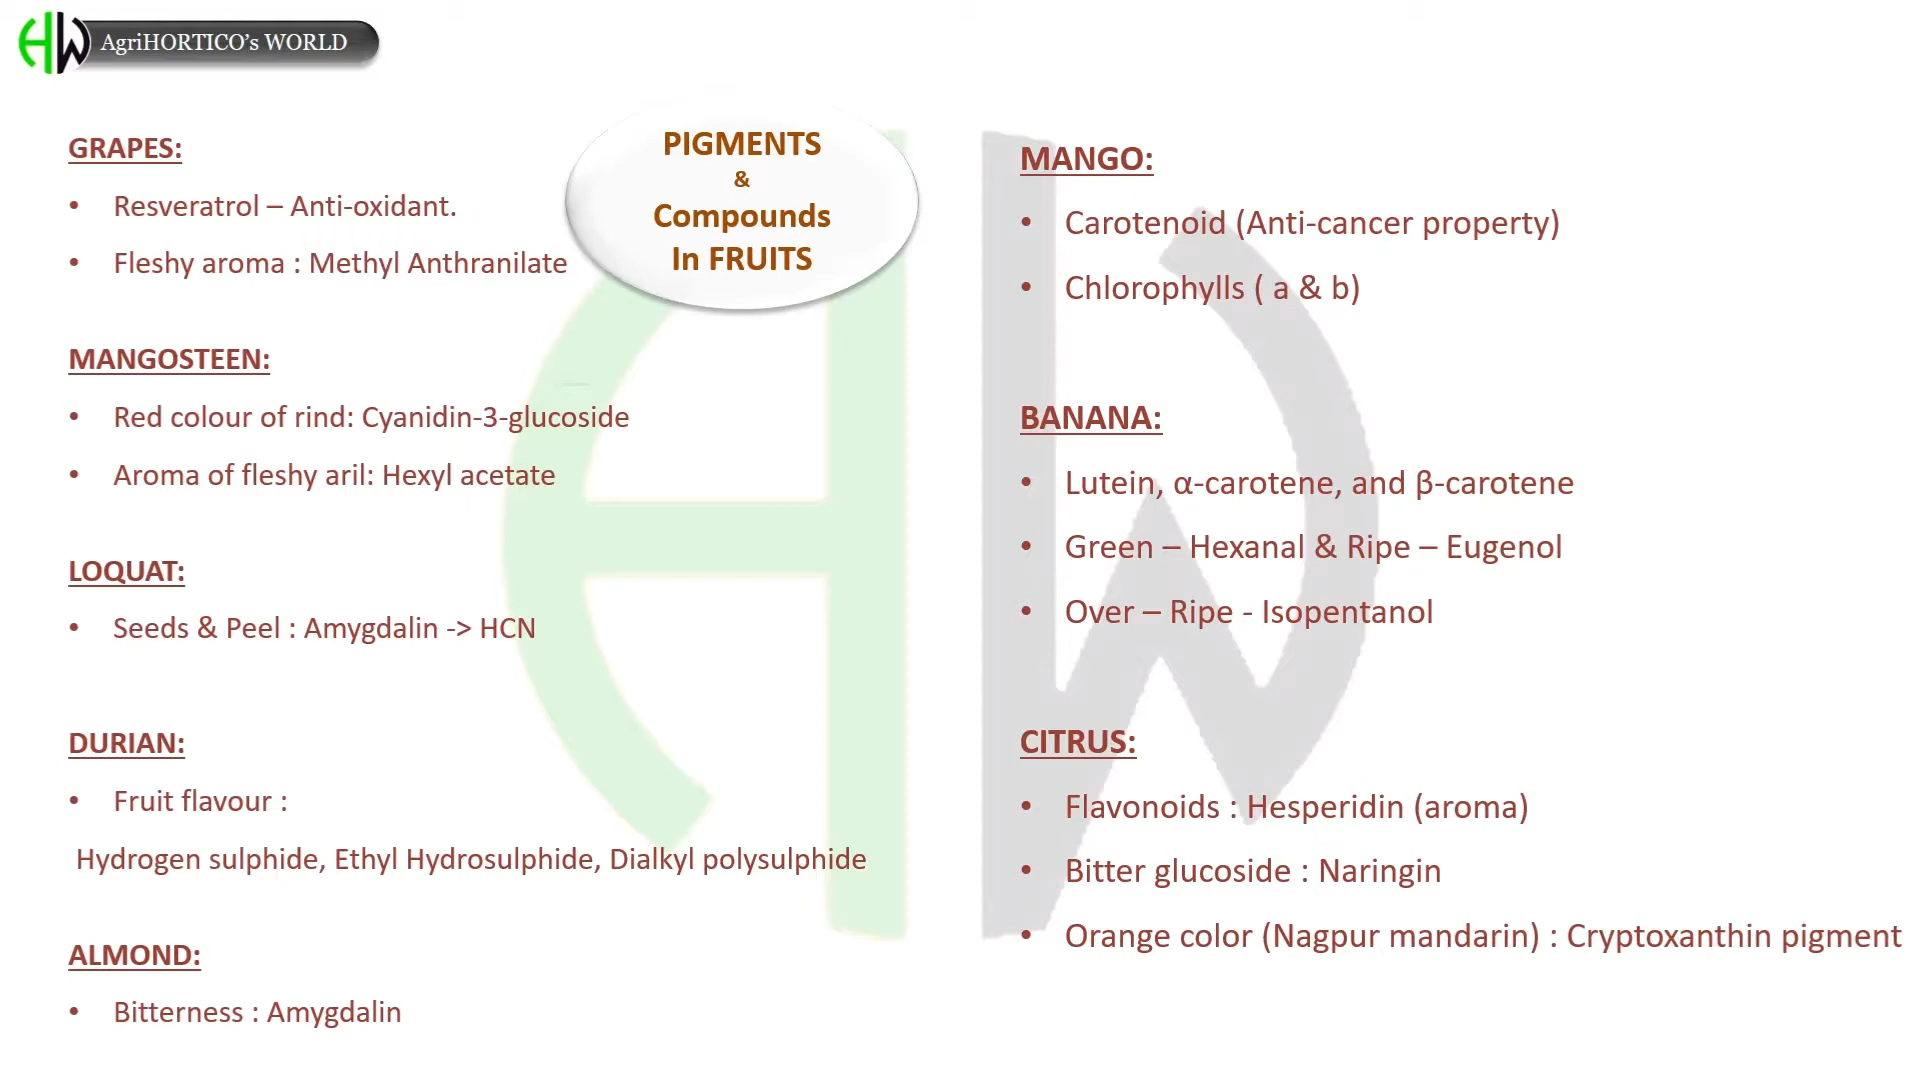 AgriHORTICO's WORLD
PIGMENTS
&
Compounds
In FRUITS
GRAPES:
• Resveratrol – Anti-oxidant.
• Fleshy aroma : Methyl Anthranilate
MANGOSTEEN:
• Red colour of rind: Cyanidin-3-glucoside
• Aroma of fleshy aril: Hexyl acetate
LOQUAT:
• Seeds & Peel : Amygdalin -> HCN
DURIAN:
• Fruit flavour :
Hydrogen sulphide, Ethyl Hydrosulphide, Dialkyl polysulphide
ALMOND:
• Bitterness : Amygdalin
MANGO:
• Carotenoid (Anti-cancer property)
• Chlorophylls ( a & b)
BANANA:
• Lutein, α-carotene, and β-carotene
• Green – Hexanal & Ripe – Eugenol
• Over – Ripe - Isopentanol
CITRUS:
• Flavonoids : Hesperidin (aroma)
• Bitter glucoside : Naringin
• Orange color (Nagpur mandarin) : Cryptoxanthin pigment